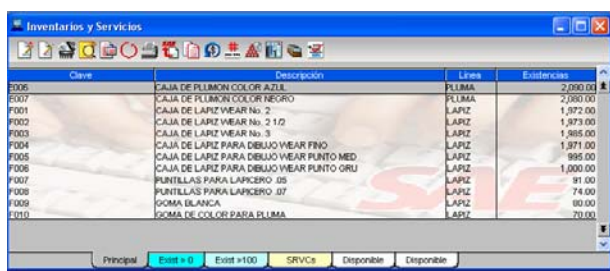 Inventarios y Servicios
Clave Descripción Linea Existencias
E006 CAJA DE PLUMON COLOR AZUL PLUMA 2,090.00
E007 CAJA DE PLUMON COLOR NEGRO PLUMA 2,080.00
F001 CAJA DE LAPIZ WEAR No. 2 LAPIZ 1,972.00
F002 CAJA DE LAPIZ WEAR No. 2 1/2 LAPIZ 1,973.00
F003 CAJA DE LAPIZ WEAR No. 3 LAPIZ 1,985.00
F004 CAJA DE LAPIZ PARA DIBUJO WEAR FINO LAPIZ 1,971.00
F005 CAJA DE LAPIZ PARA DIBUJO WEAR PUNTO MED LAPIZ 995.00
F006 CAJA DE LAPIZ PARA DIBUJO WEAR PUNTO GRU LAPIZ 1,000.00
F007 PUNTILLAS PARA LAPICERO .05 LAPIZ 91.00
F008 PUNTILLAS PARA LAPICERO .07 LAPIZ 74.00
F009 GOMA BLANCA LAPIZ 80.00
F010 GOMA DE COLOR PARA PLUMA LAPIZ 70.00
SAE
Principal Exist > 0 Exist >100 SRVCs Disponible Disponible